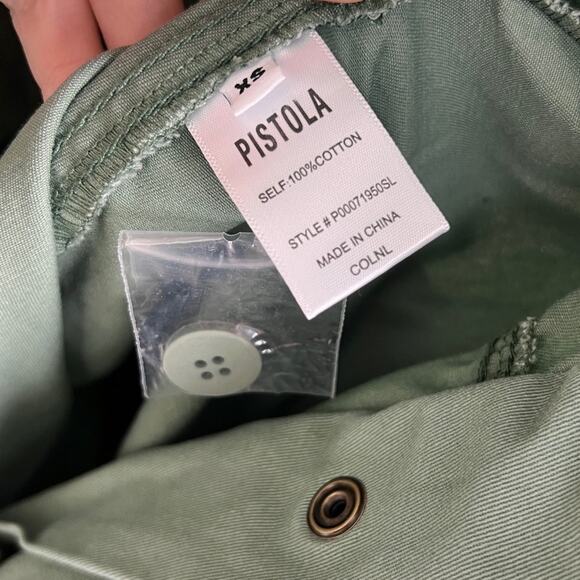 XS
PISTOLA
SELF:100%COTTON
STYLE # P00071950SL
MADE IN CHINA
COLNL